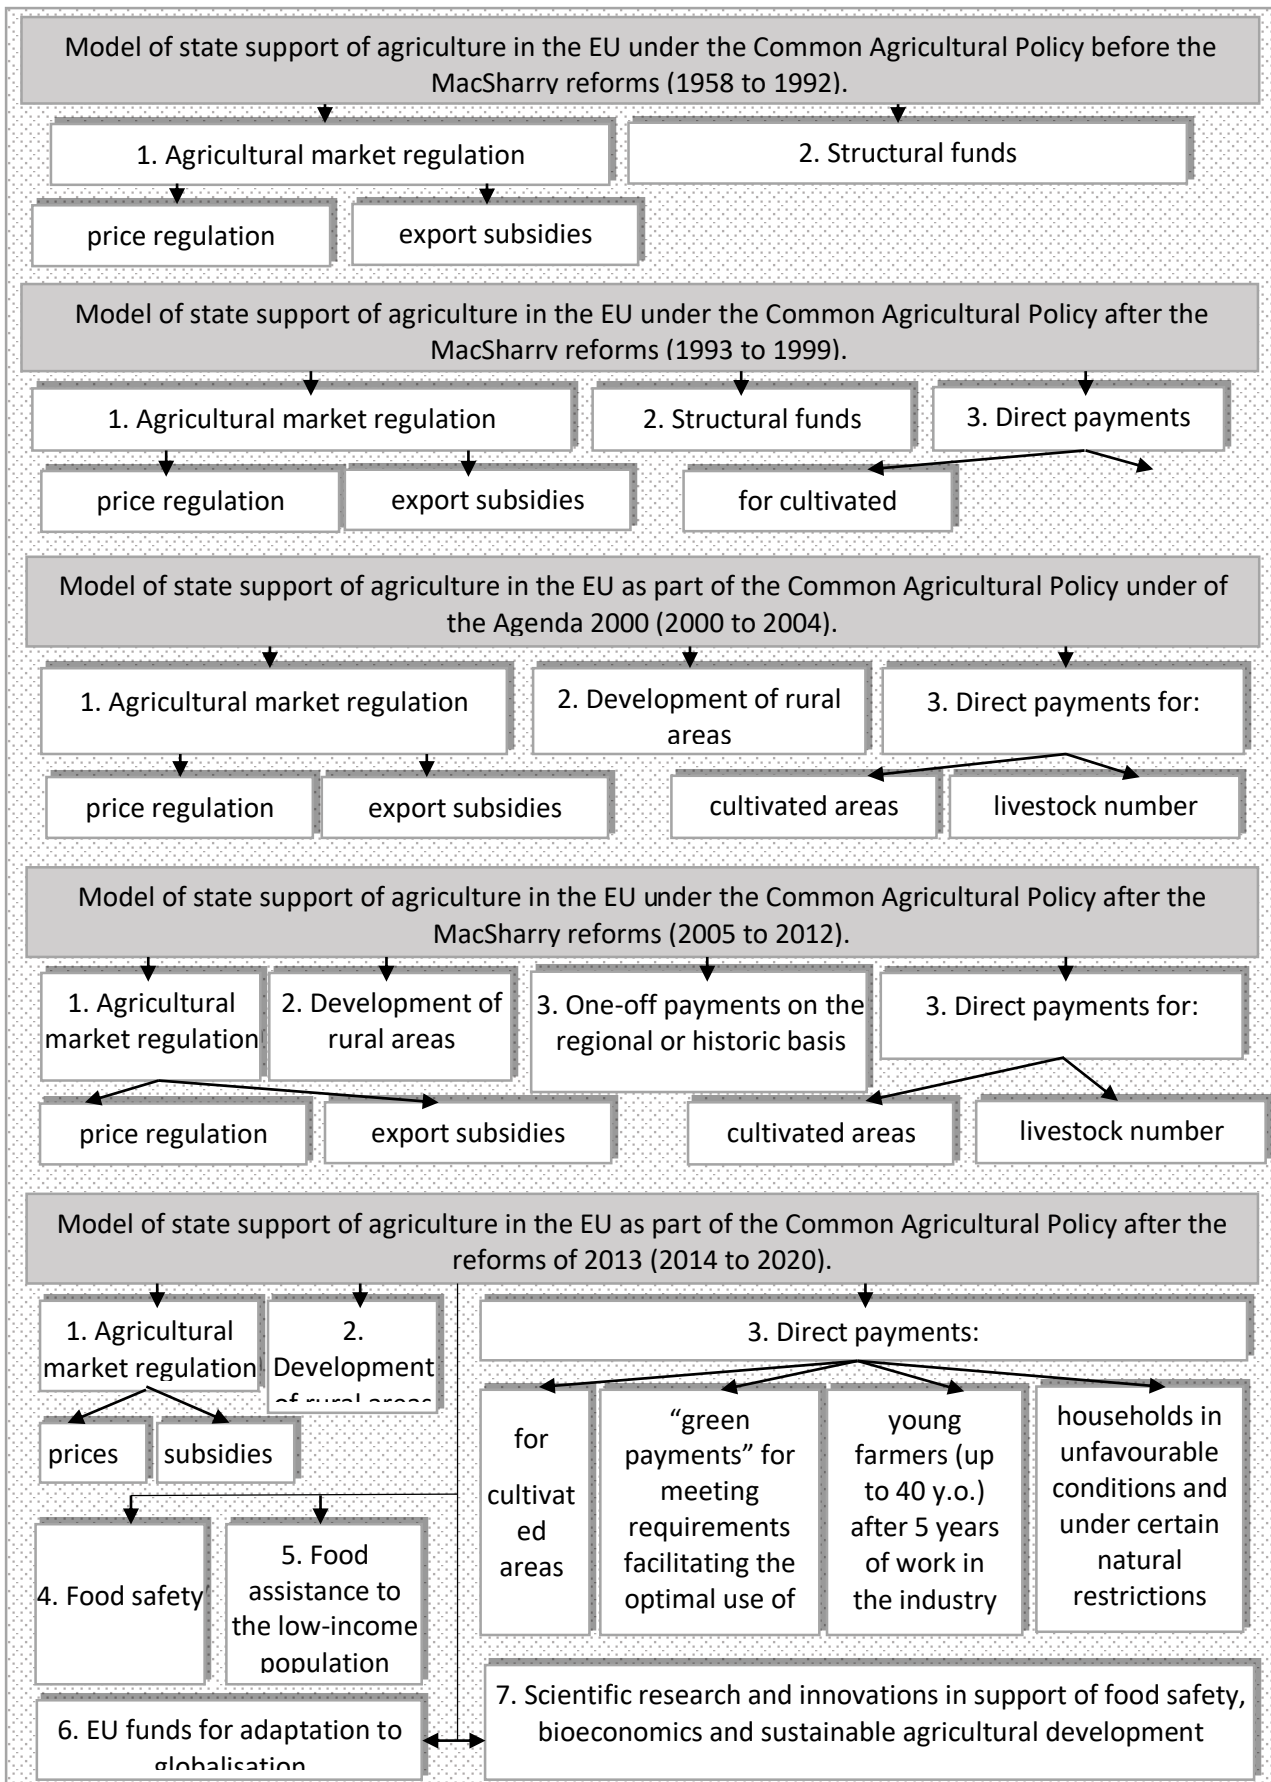 Model of state support of agriculture in the EU under the Common Agricultural Policy before the
MacSharry reforms (1958 to 1992).
1. Agricultural market regulation
2. Structural funds
price regulation
export subsidies
Model of state support of agriculture in the EU under the Common Agricultural Policy after the
MacSharry reforms (1993 to 1999).
1. Agricultural market regulation
2. Structural funds
3. Direct payments
price regulation
export subsidies
for cultivated
Model of state support of agriculture in the EU as part of the Common Agricultural Policy under of
the Agenda 2000 (2000 to 2004).
1. Agricultural market regulation
2. Development of rural
areas
3. Direct payments for:
price regulation
export subsidies
cultivated areas
livestock number
Model of state support of agriculture in the EU under the Common Agricultural Policy after the
MacSharry reforms (2005 to 2012).
1. Agricultural
market regulation
2. Development of
rural areas
3. One-off payments on the
regional or historic basis
3. Direct payments for:
price regulation
export subsidies
cultivated areas
livestock number
Model of state support of agriculture in the EU as part of the Common Agricultural Policy after the
reforms of 2013 (2014 to 2020).
1. Agricultural
market regulation
2.
Development
of rural areas
3. Direct payments:
prices
subsidies
for
cultivat
ed
areas
“green
payments” for
meeting
requirements
facilitating the
optimal use of
young
farmers (up
to 40 y.o.)
after 5 years
of work in
the industry
households in
unfavourable
conditions and
under certain
natural
restrictions
4. Food safety
5. Food
assistance to
the low-income
population
6. EU funds for adaptation to
globalisation
7. Scientific research and innovations in support of food safety,
bioeconomics and sustainable agricultural development